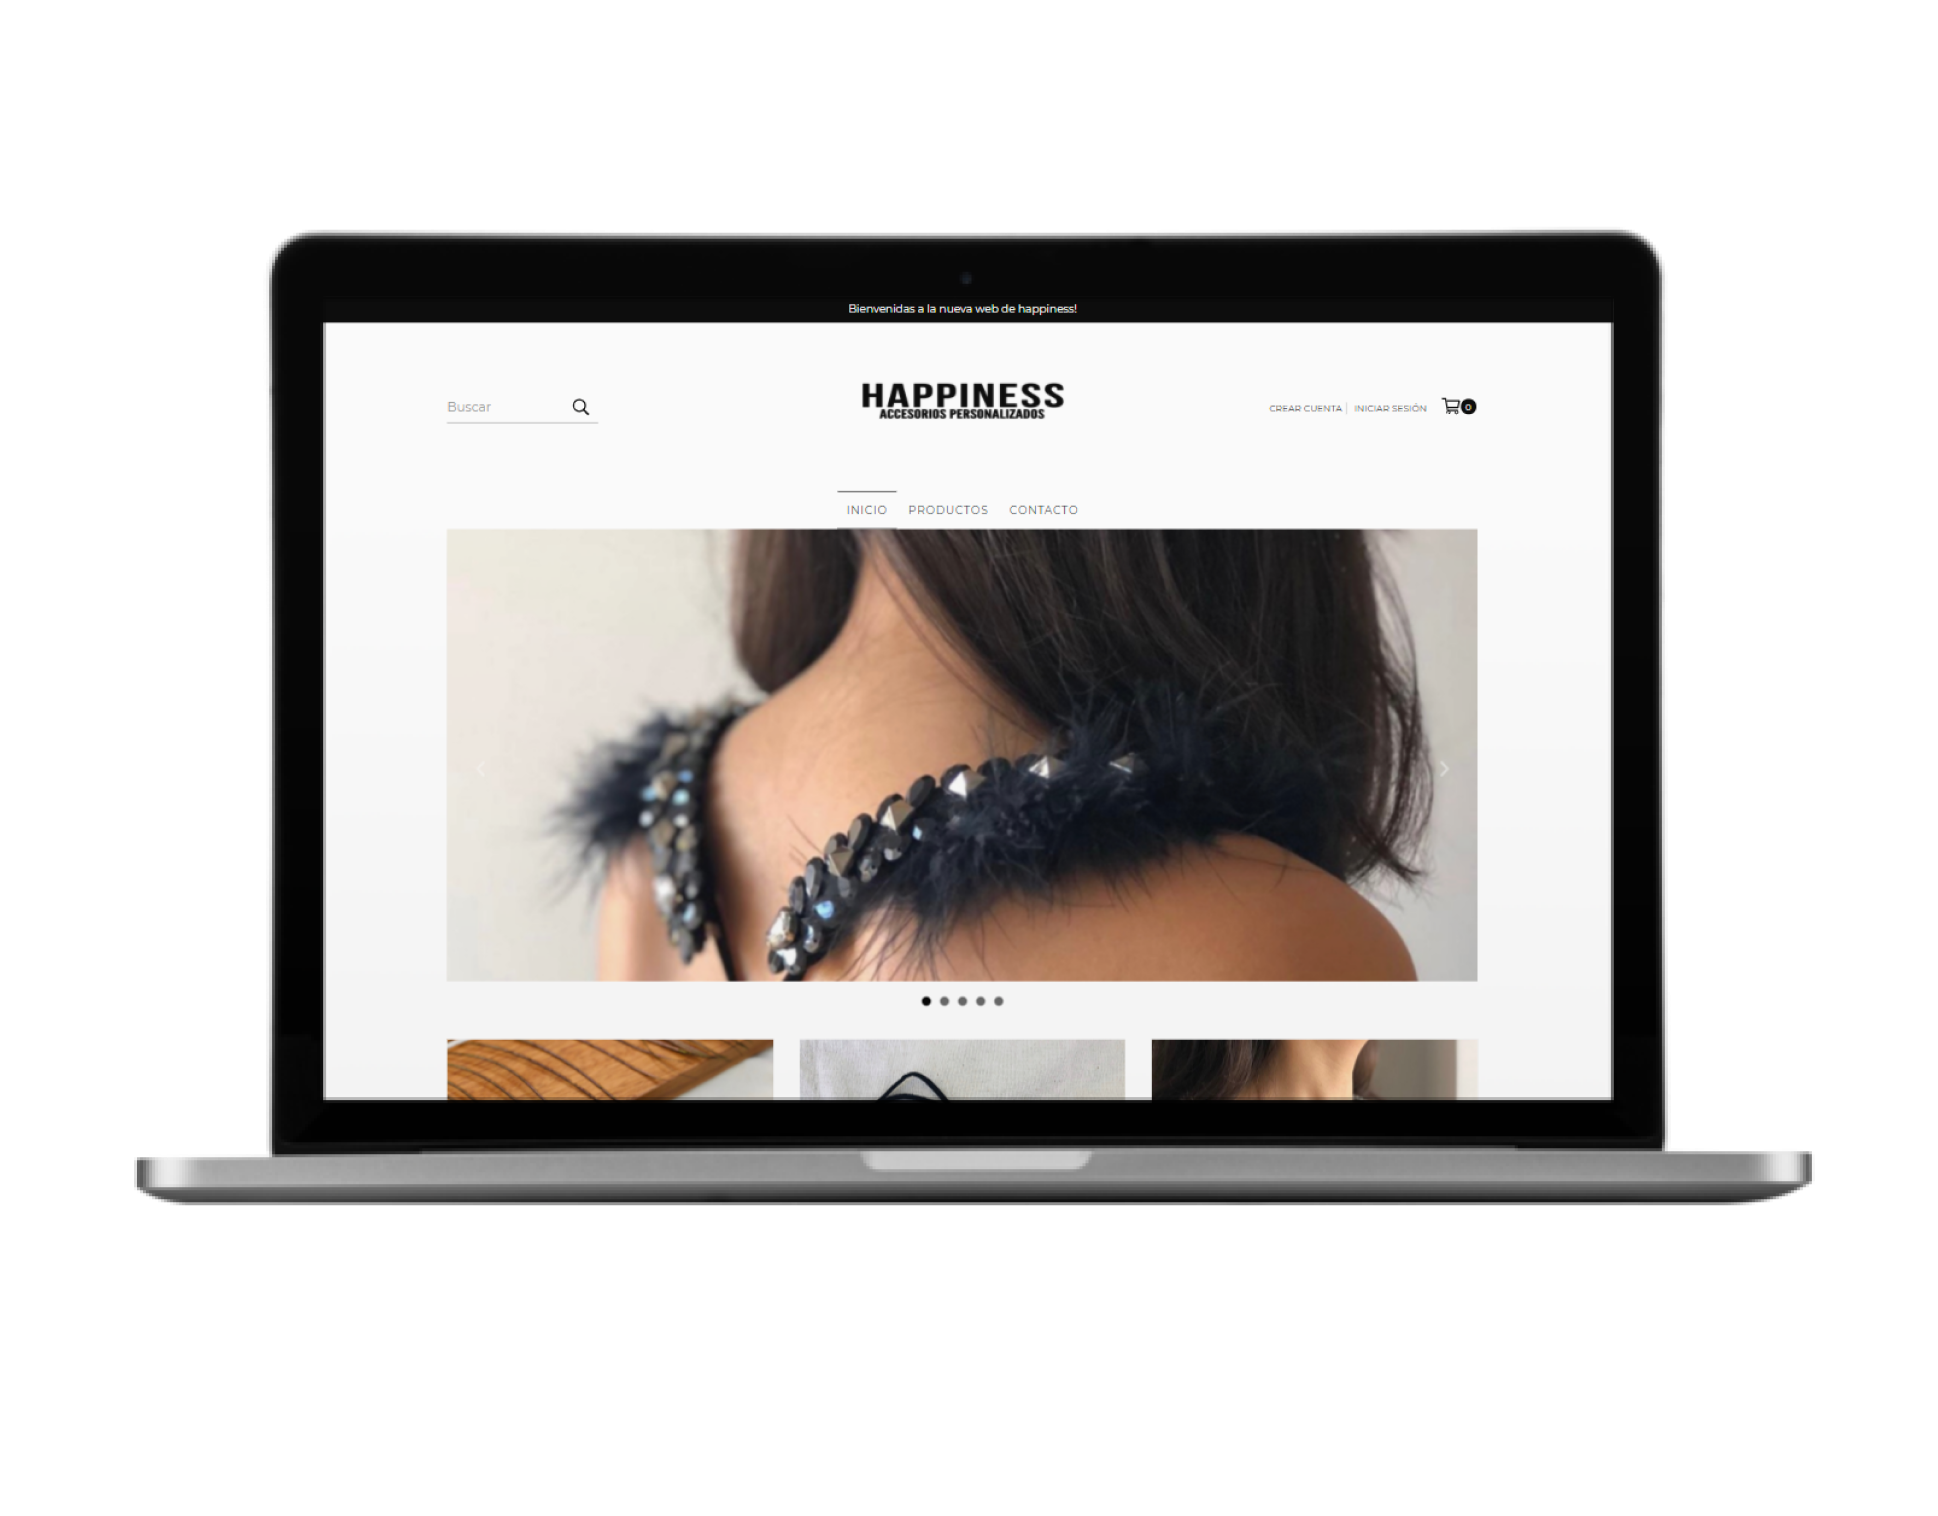 Bienvenidas a la nueva web de happiness!
Buscar
HAPPINESS
ACCESORIOS PERSONALIZADOS
CREAR CUENTA | INICIAR SESIÓN
0
INICIO PRODUCTOS CONTACTO